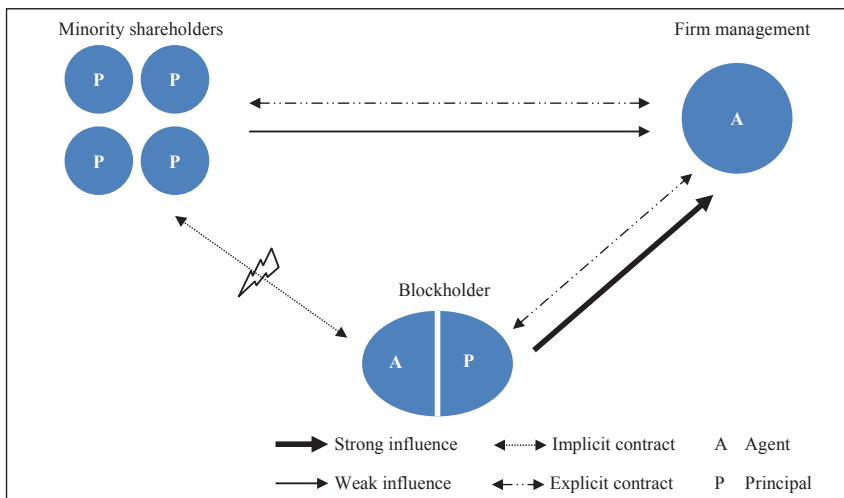 Minority shareholders
Firm management
P P
A
P P
Blockholder
A P
Strong influence Implicit contract A Agent
Weak influence Explicit contract P Principal